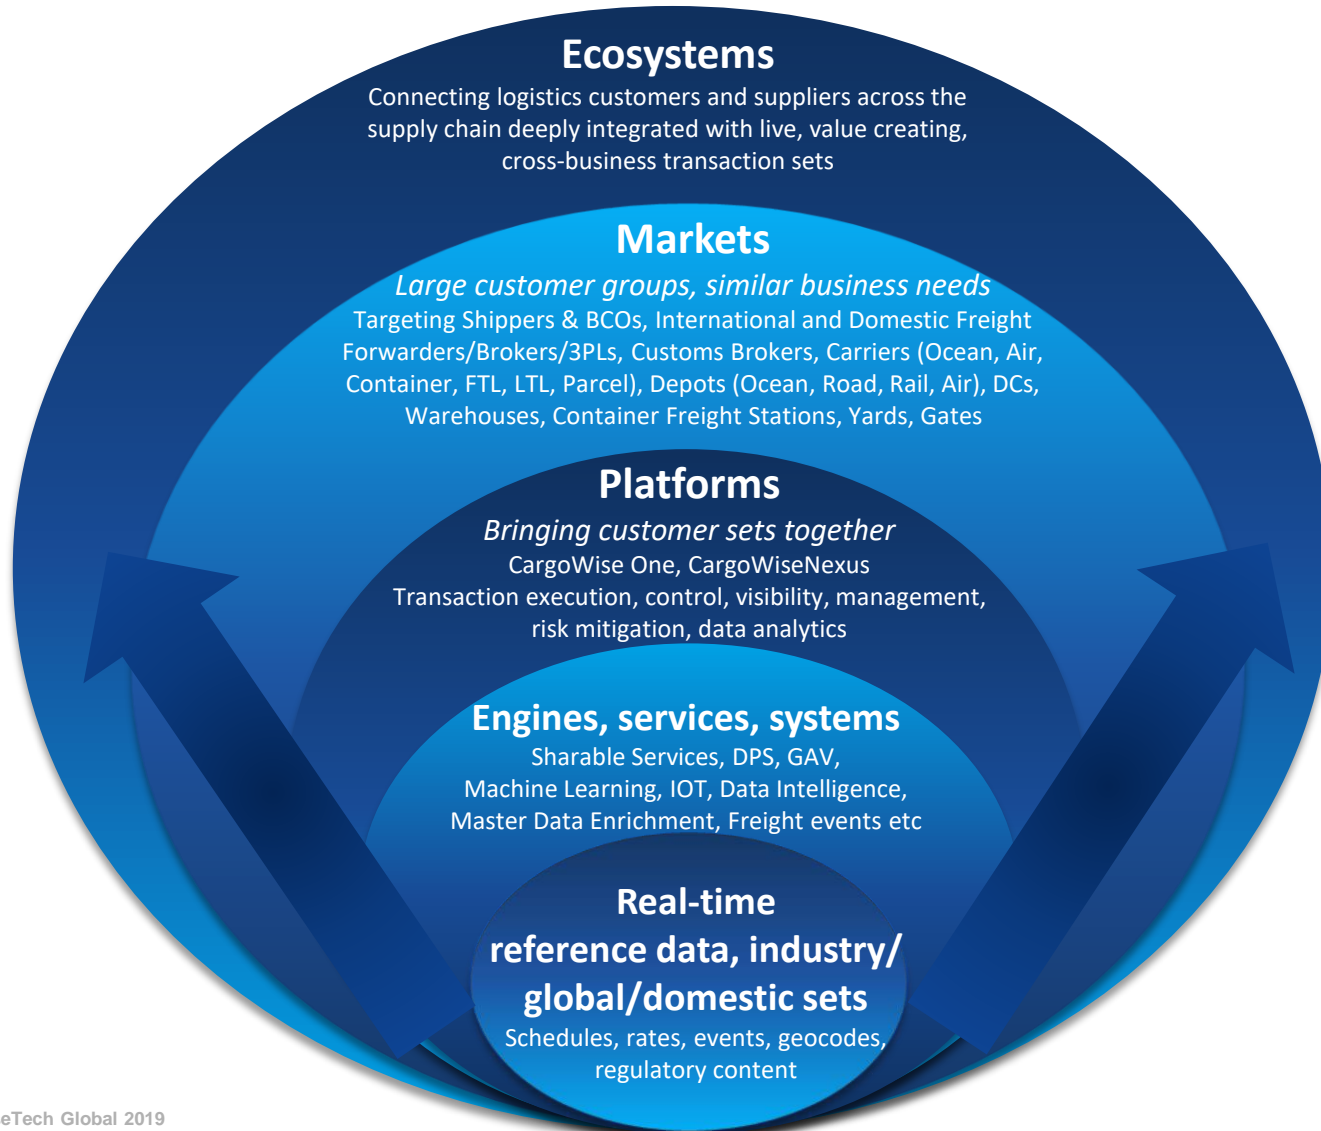 Ecosystems
Connecting logistics customers and suppliers across the
supply chain deeply integrated with live, value creating,
cross-business transaction sets
Markets
Large customer groups, similar business needs
Targeting Shippers & BCOs, International and Domestic Freight
Forwarders/Brokers/3PLs, Customs Brokers, Carriers (Ocean, Air,
Container, FTL, LTL, Parcel), Depots (Ocean, Road, Rail, Air), DCs,
Warehouses, Container Freight Stations, Yards, Gates
Platforms
Bringing customer sets together
CargoWise One, CargoWiseNexus
Transaction execution, control, visibility, management,
risk mitigation, data analytics
Engines, services, systems
Sharable Services, DPS, GAV,
Machine Learning, IOT, Data Intelligence,
Master Data Enrichment, Freight events etc
Real-time
reference data, industry/
global/domestic sets
Schedules, rates, events, geocodes,
regulatory content
eTech Global 2019